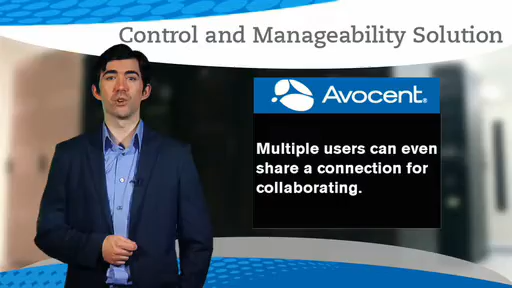 Control and Manageability Solution
Avocent®
Multiple users can even
share a connection for
collaborating.